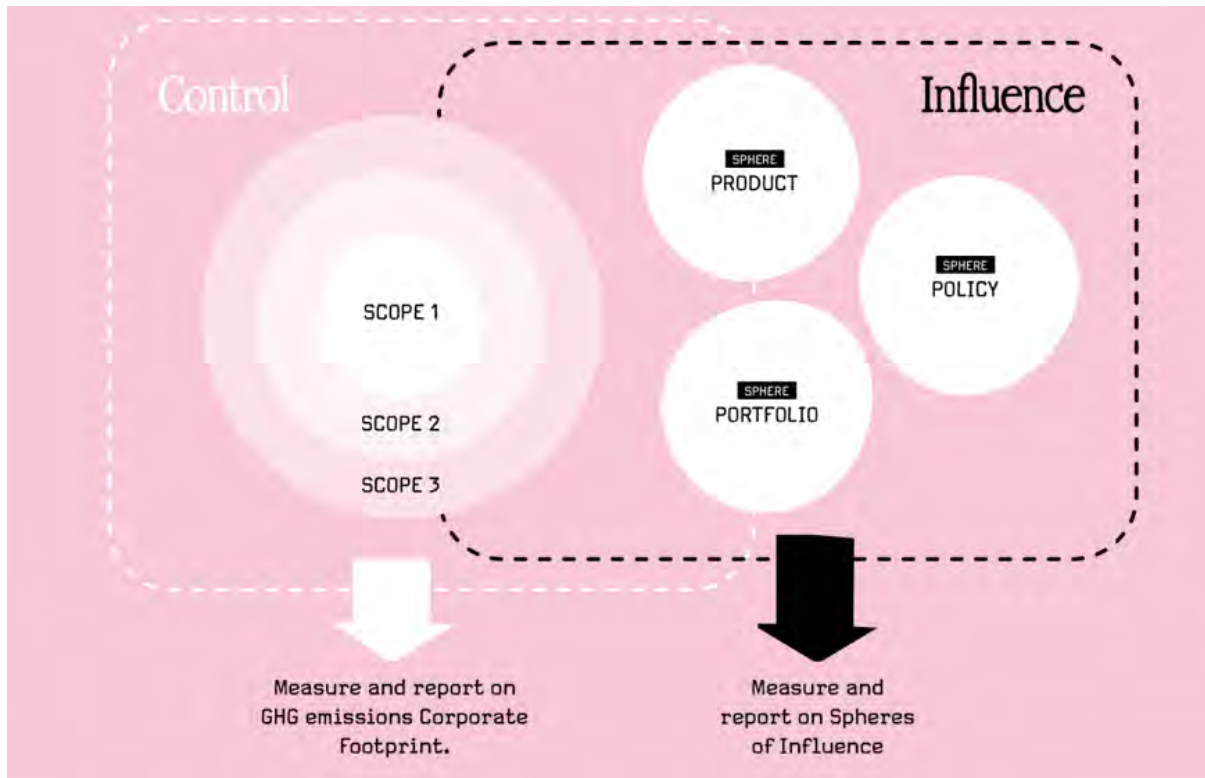 Control
Influence
SPHERE
PRODUCT
SPHERE
POLICY
SCOPE 1
SPHERE
PORTFOLIO
SCOPE 2
SCOPE 3
Measure and report on
GHG emissions Corporate
Footprint.
Measure and
report on Spheres
of Influence